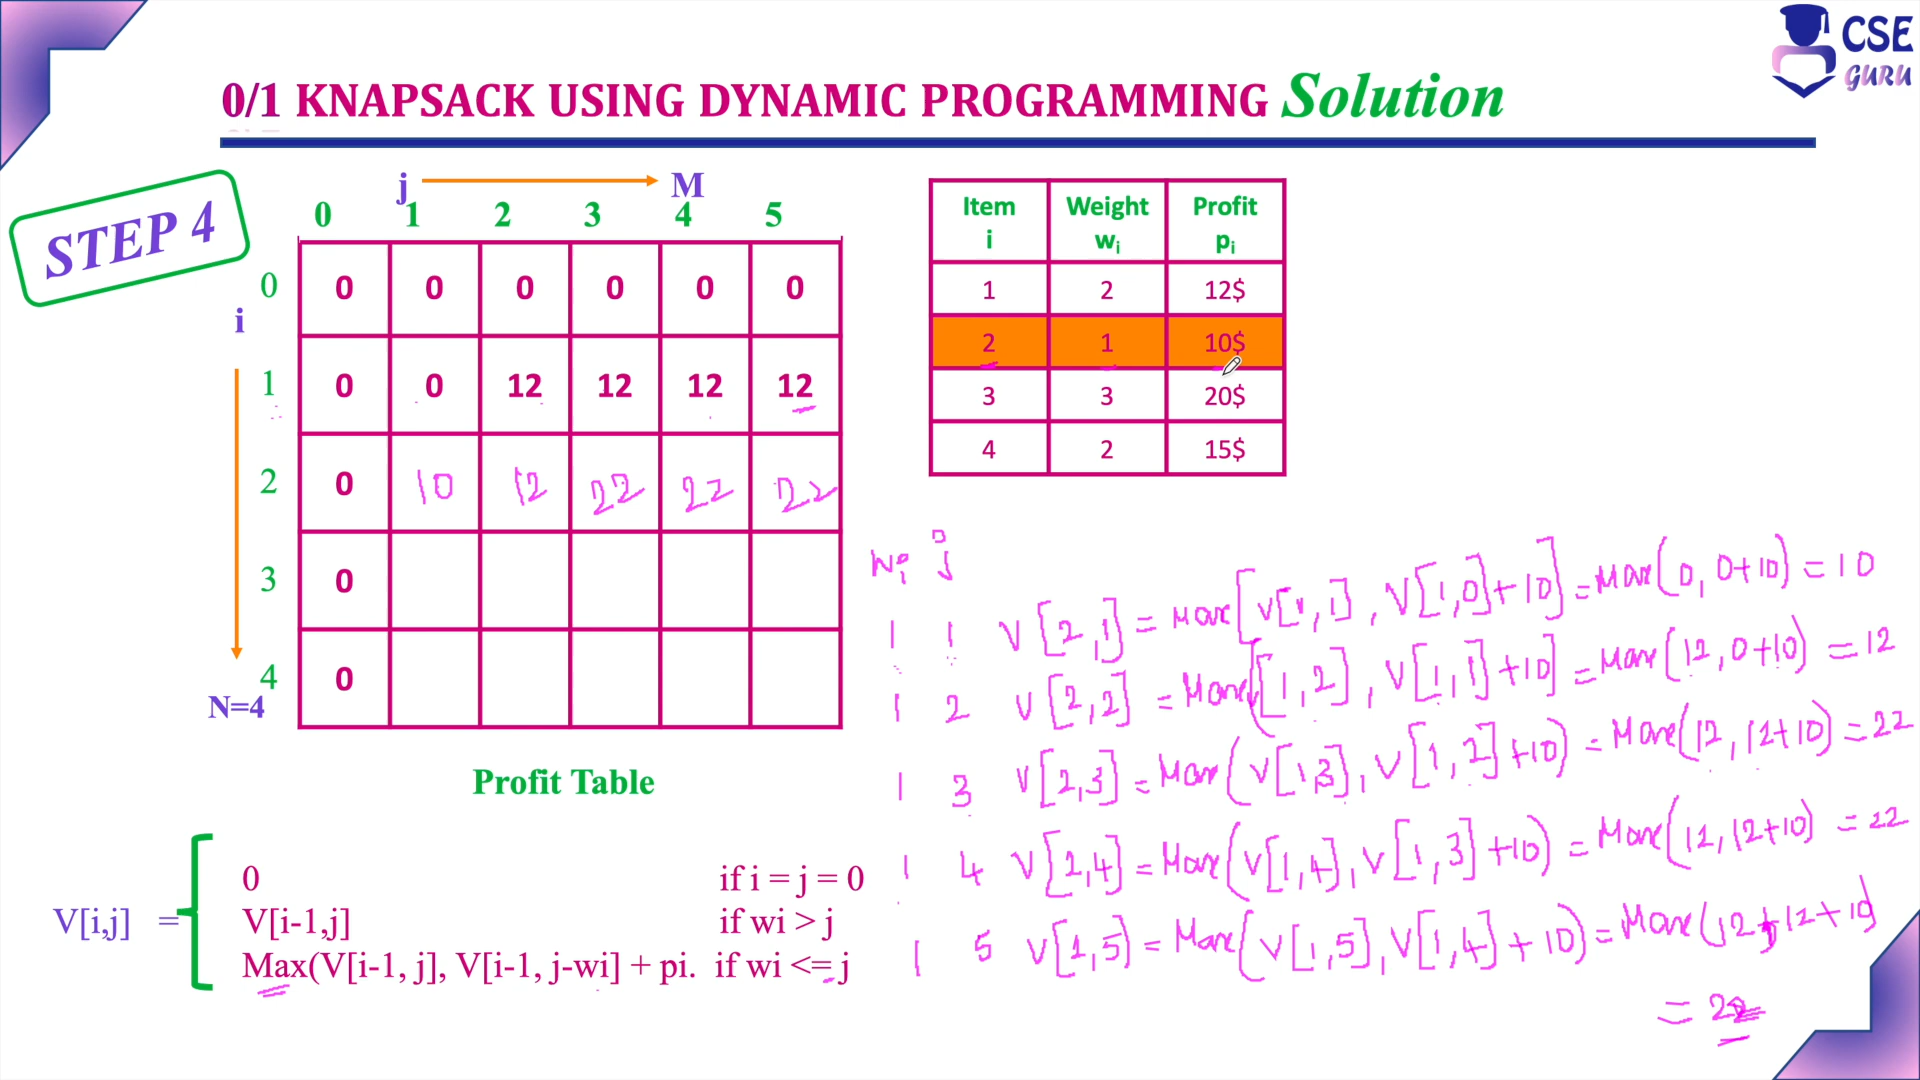 CSE
GURU
0/1 KNAPSACK USING DYNAMIC PROGRAMMING Solution
STEP 4
j M
0 1 2 3 4 5
i
0 0 0 0 0 0 0
1 0 0 12 12 12 12
2 0 10 12 22 22 22
3 0
4 0
N=4
Profit Table
Item i Weight wi Profit pi
1 2 12$
2 1 10$
3 3 20$
4 2 15$
wi j
1 1 V[2,1] = Max[V[1,1], V[1,0]+10] = Max(0, 0+10) = 10
1 2 V[2,2] = Max([1,2], V[1,1]+10] = Max(12, 0+10) = 12
1 3 V[2,3] = Max(V[1,3], V[1,2]+10) = Max(12, 12+10) = 22
1 4 V[2,4] = Max(V[1,4], V[1,3]+10) = Max(12, 12+10) = 22
1 5 V[2,5] = Max(V[1,5], V[1,4]+10) = Max(12, 12+10)
= 22
V[i,j] =
0 if i = j = 0
V[i-1,j] if wi > j
Max(V[i-1, j], V[i-1, j-wi] + pi. if wi <= j